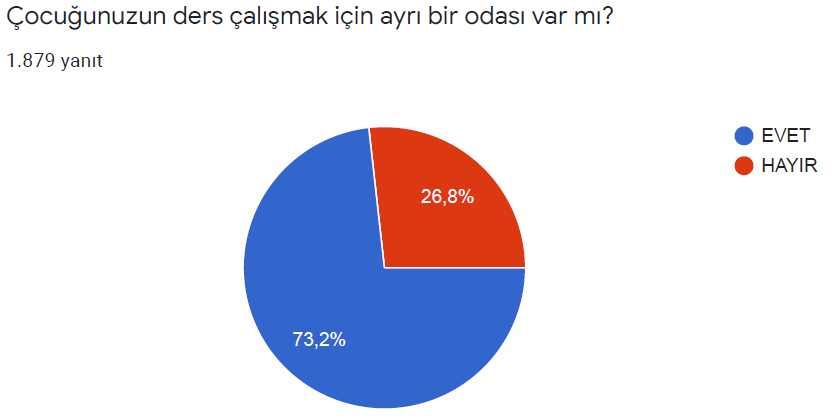 Çocuğunuzun ders çalışmak için ayrı bir odası var mı?
1.879 yanıt
EVET
HAYIR
26,8%
73,2%